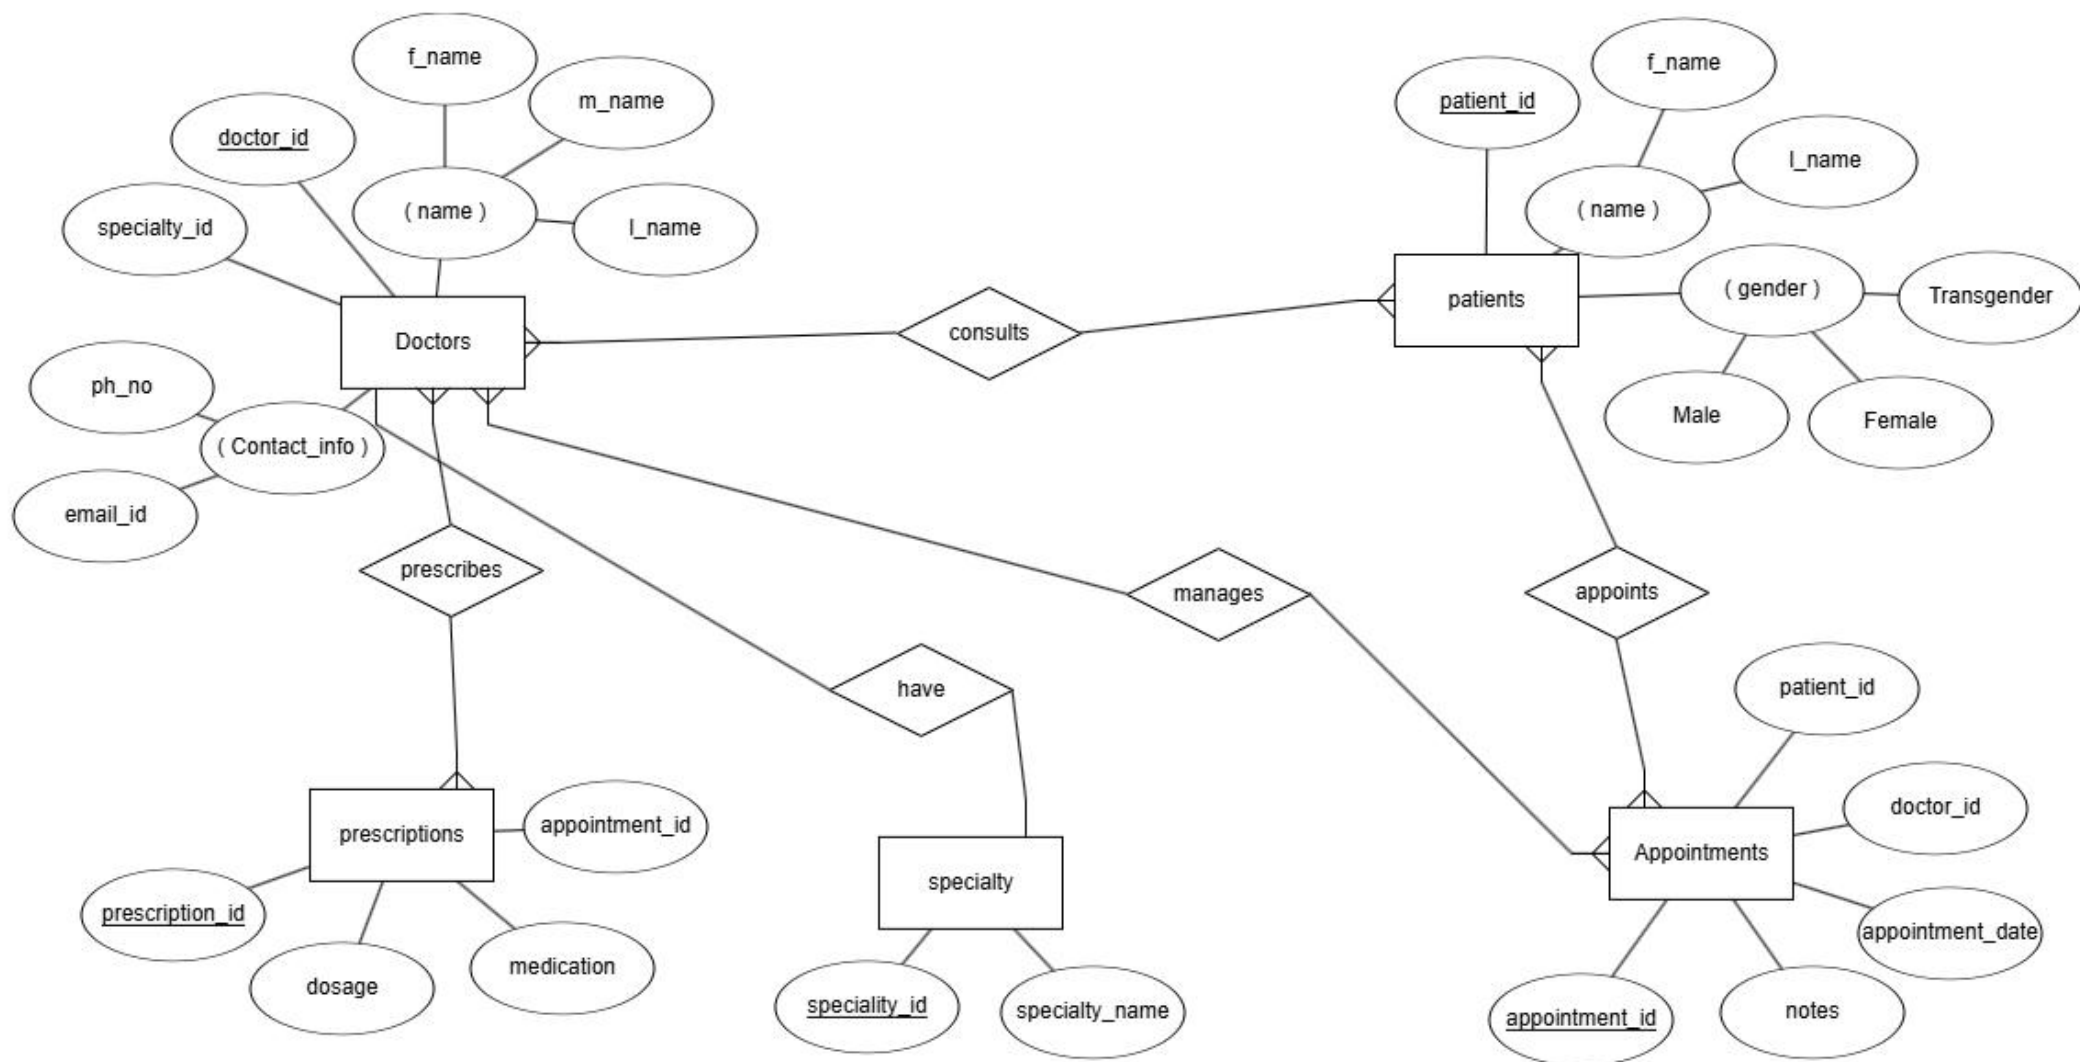 f_name
m_name
doctor_id
( name )
l_name
specialty_id
Doctors
ph_no
( Contact_info )
email_id
consults
patient_id
f_name
l_name
( name )
patients
( gender )
Transgender
Male
Female
prescribes
manages
appoints
have
prescriptions
appointment_id
prescription_id
dosage
medication
specialty
speciality_id
specialty_name
patient_id
doctor_id
Appointments
appointment_date
appointment_id
notes